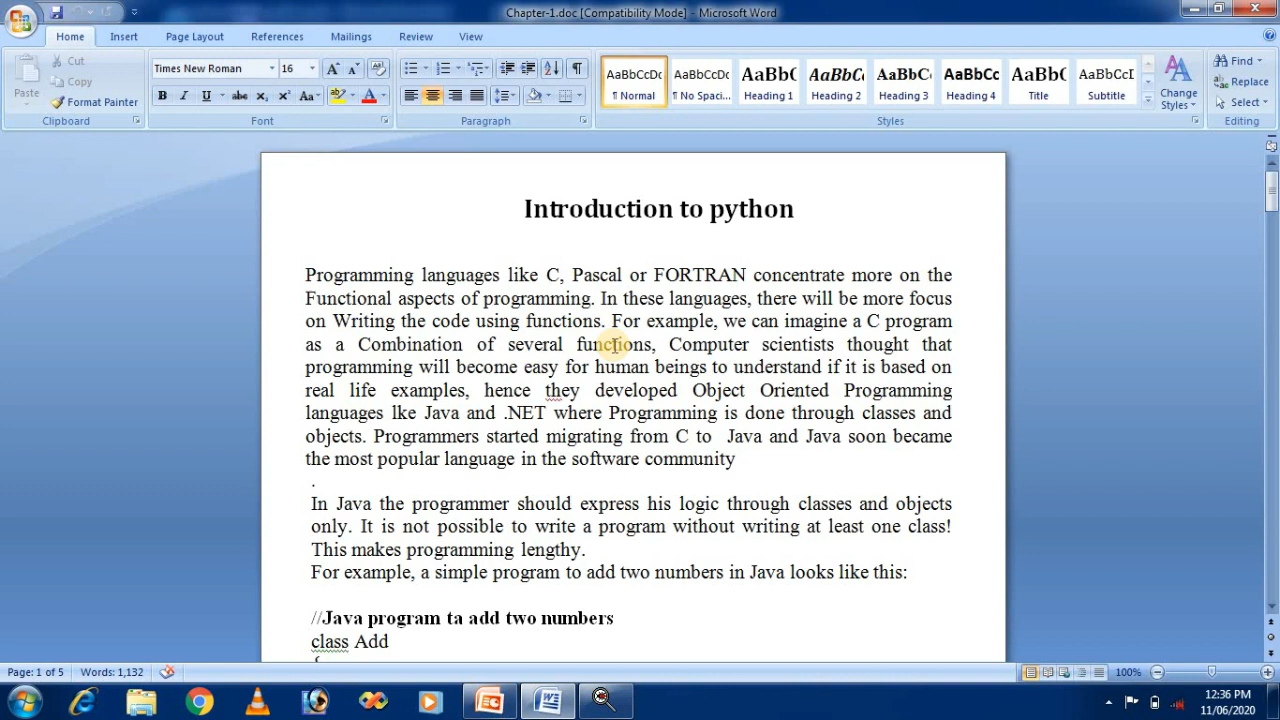 Chapter-1.doc [Compatibility Mode] - Microsoft Word
Home Insert Page Layout References Mailings Review View
Paste
Cut
Copy
Format Painter
Clipboard
Times New Roman 16
B I U abc x₂ x² Aa
Font
Paragraph
AaBbCcDc AaBbCcDc AaBb( AaBbC AaBbC AaBbCc AaBb( AaBbCcI
¶ Normal ¶ No Spaci... Heading 1 Heading 2 Heading 3 Heading 4 Title Subtitle
Change
Styles
Styles
Find
Replace
Select
Editing
Introduction to python
Programming languages like C, Pascal or FORTRAN concentrate more on the
Functional aspects of programming. In these languages, there will be more focus
on Writing the code using functions. For example, we can imagine a C program
as a Combination of several functions, Computer scientists thought that
programming will become easy for human beings to understand if it is based on
real life examples, hence they developed Object Oriented Programming
languages lke Java and .NET where Programming is done through classes and
objects. Programmers started migrating from C to Java and Java soon became
the most popular language in the software community
.
In Java the programmer should express his logic through classes and objects
only. It is not possible to write a program without writing at least one class!
This makes programming lengthy.
For example, a simple program to add two numbers in Java looks like this:
//Java program ta add two numbers
class Add
Page: 1 of 5 Words: 1,132 100%
12:36 PM
11/06/2020